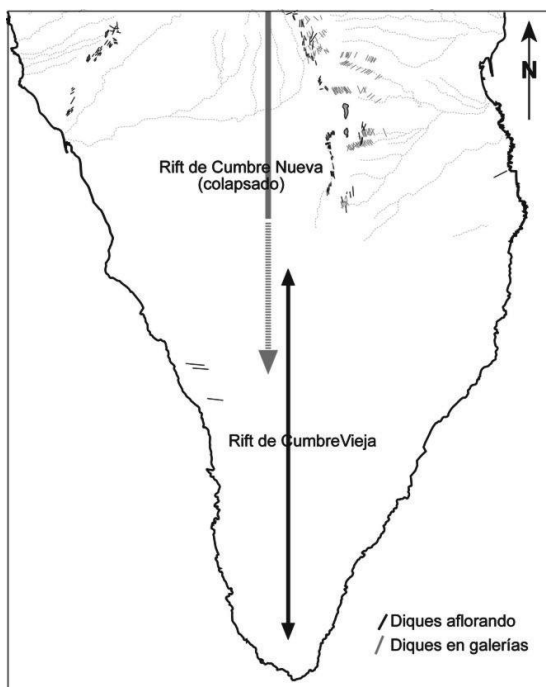 N
Rift de Cumbre Nueva
(colapsado)
Rift de CumbreVieja
Diques aflorando
Diques en galerías